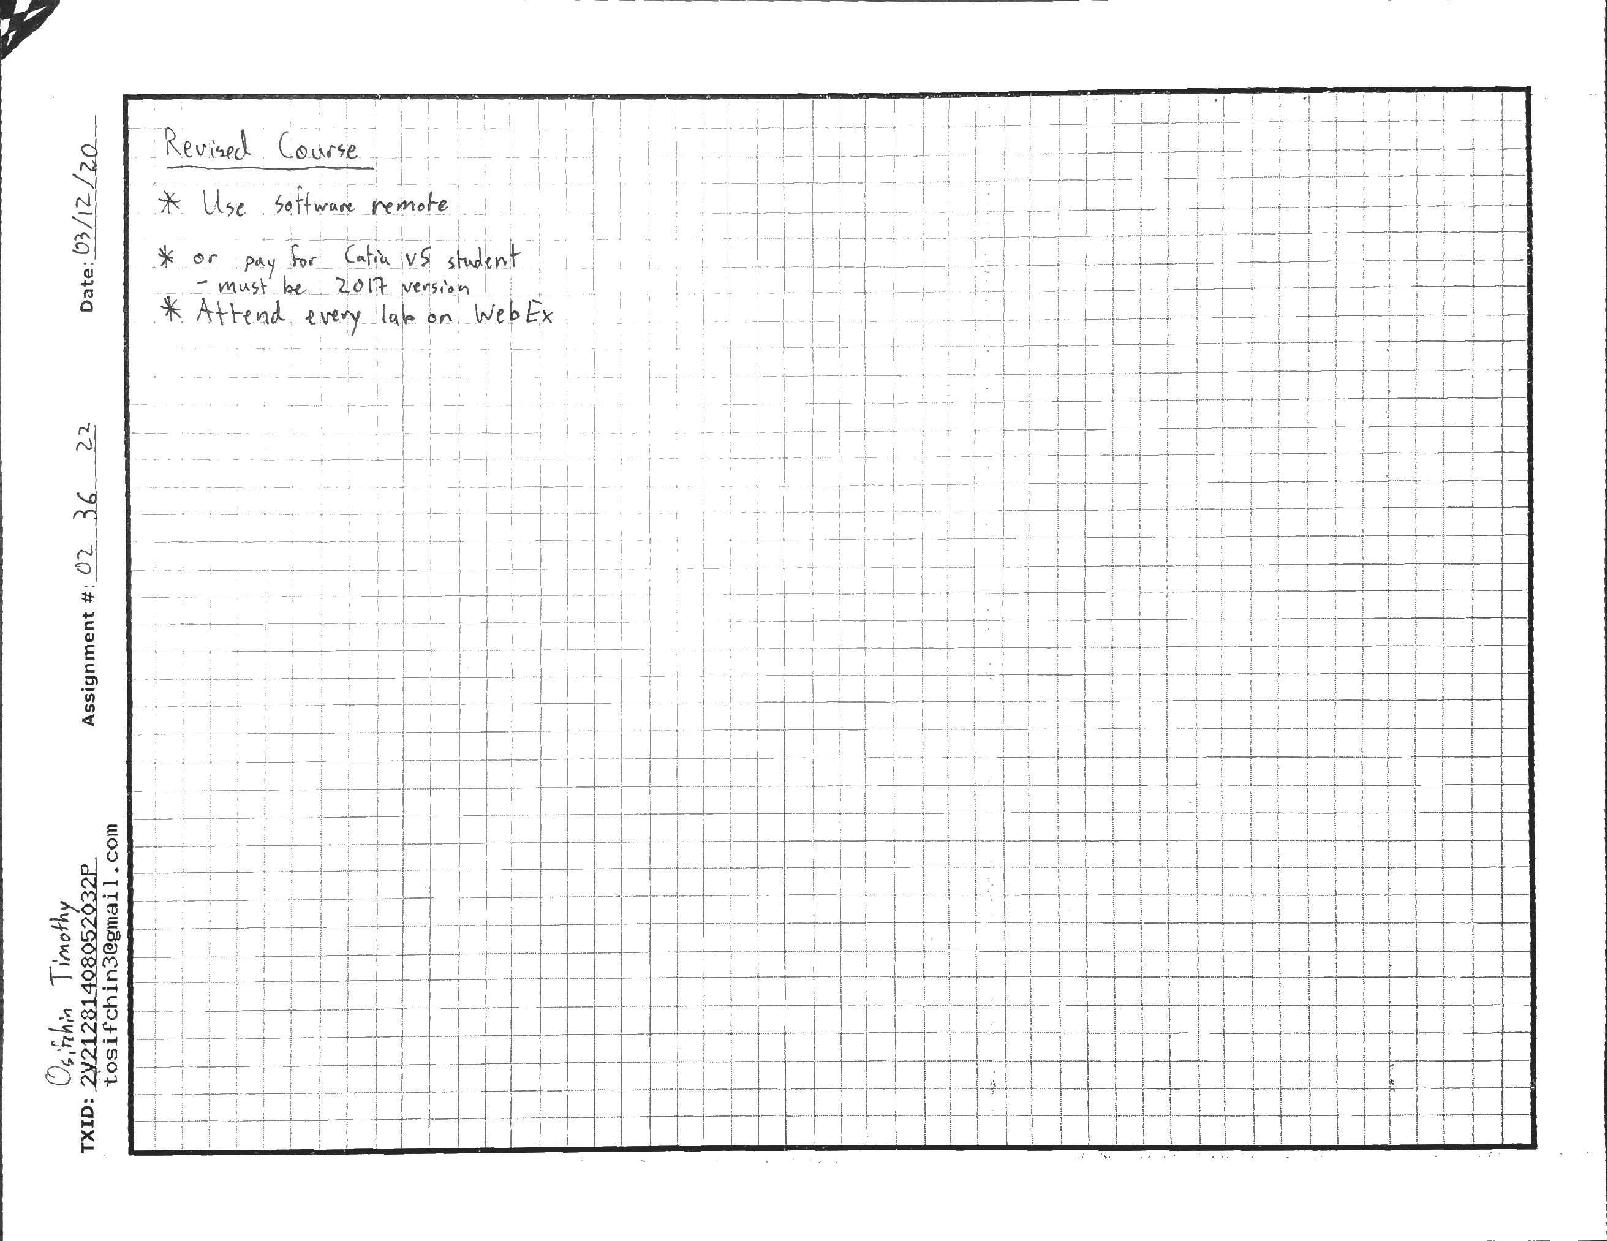 Revised Course
* Use software remote
* or pay for Catia V5 student
- must be 2017 version
* Attend every lab on WebEx
Date: 03/12/20
Assignment #: 02 36 22
Osifchin Timothy
TXID: 2V21281408052032P
tosifchin3@gmail.com